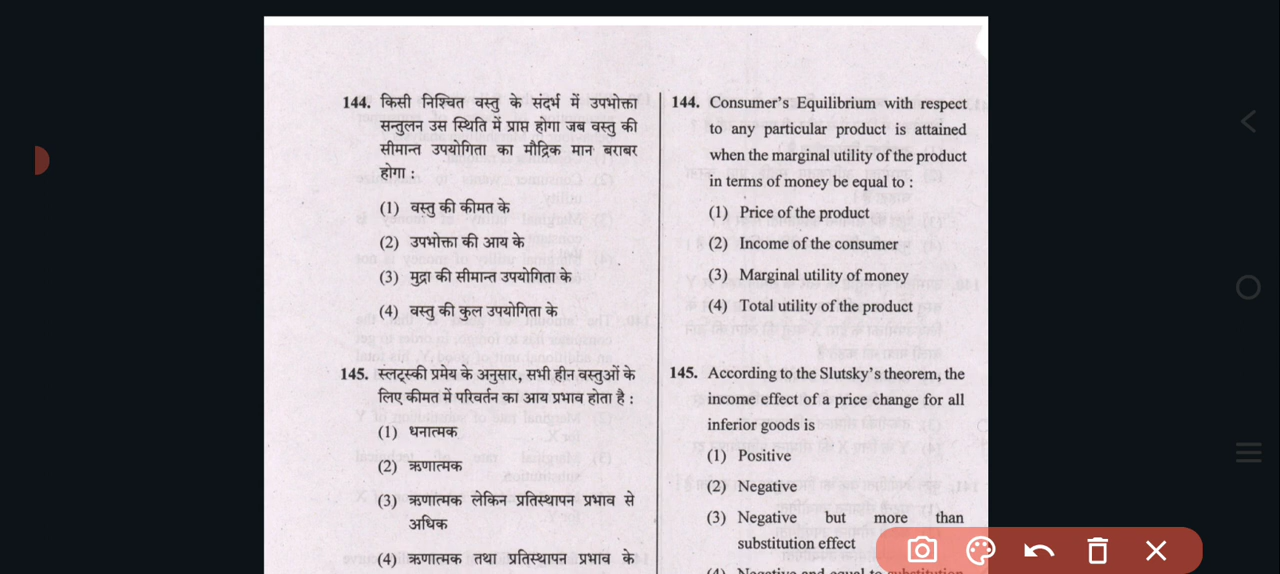 144. किसी निश्चित वस्तु के संदर्भ में उपभोक्ता
सन्तुलन उस स्थिति में प्राप्त होगा जब वस्तु की
सीमान्त उपयोगिता का मौद्रिक मान बराबर
होगा :
(1) वस्तु की कीमत के
(2) उपभोक्ता की आय के
(3) मुद्रा की सीमान्त उपयोगिता के
(4) वस्तु की कुल उपयोगिता के
145. स्लट्स्की प्रमेय के अनुसार, सभी हीन वस्तुओं के
लिए कीमत में परिवर्तन का आय प्रभाव होता है :
(1) धनात्मक
(2) ऋणात्मक
(3) ऋणात्मक लेकिन प्रतिस्थापन प्रभाव से
अधिक
(4) ऋणात्मक तथा प्रतिस्थापन प्रभाव के
144. Consumer's Equilibrium with respect
to any particular product is attained
when the marginal utility of the product
in terms of money be equal to :
(1) Price of the product
(2) Income of the consumer
(3) Marginal utility of money
(4) Total utility of the product
145. According to the Slutsky's theorem, the
income effect of a price change for all
inferior goods is
(1) Positive
(2) Negative
(3) Negative but more than
substitution effect
(4) Negative and equal to substitution